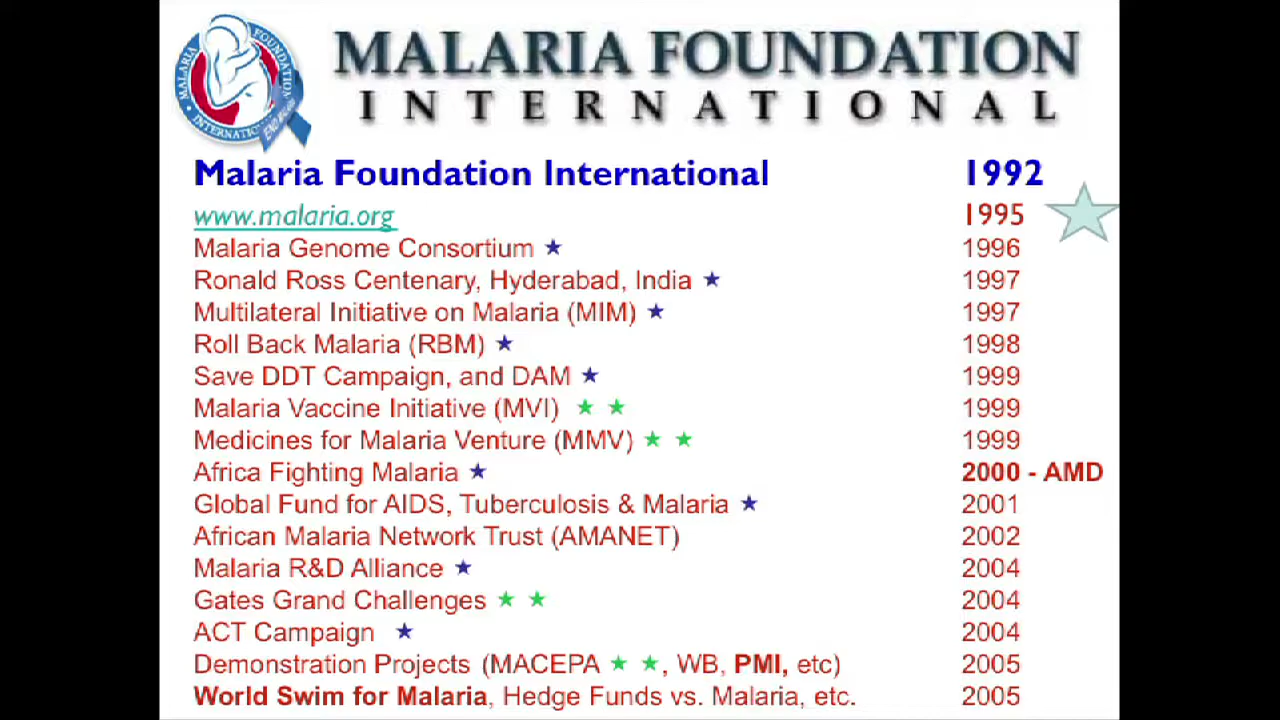 MALARIA FOUNDATION
INTERNATIONAL
MALARIA FOUNDATION
INTERNATIONAL
Malaria Foundation International 1992
www.malaria.org 1995
Malaria Genome Consortium ★ 1996
Ronald Ross Centenary, Hyderabad, India ★ 1997
Multilateral Initiative on Malaria (MIM) ★ 1997
Roll Back Malaria (RBM) ★ 1998
Save DDT Campaign, and DAM ★ 1999
Malaria Vaccine Initiative (MVI) ★ ★ 1999
Medicines for Malaria Venture (MMV) ★ ★ 1999
Africa Fighting Malaria ★ 2000 - AMD
Global Fund for AIDS, Tuberculosis & Malaria ★ 2001
African Malaria Network Trust (AMANET) 2002
Malaria R&D Alliance ★ 2004
Gates Grand Challenges ★ ★ 2004
ACT Campaign ★ 2004
Demonstration Projects (MACEPA ★ ★, WB, PMI, etc) 2005
World Swim for Malaria, Hedge Funds vs. Malaria, etc. 2005